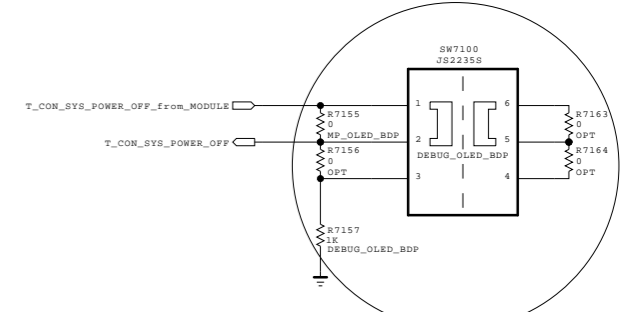 SW7100
JS2235S
T_CON_SYS_POWER_OFF_from_MODULE
1
6
R7155
0
MP_OLED_BDP
R7163
0
OPT
T_CON_SYS_POWER_OFF
2
5
R7156
0
OPT
DEBUG_OLED_BDP
R7164
0
OPT
3
4
R7157
1K
DEBUG_OLED_BDP